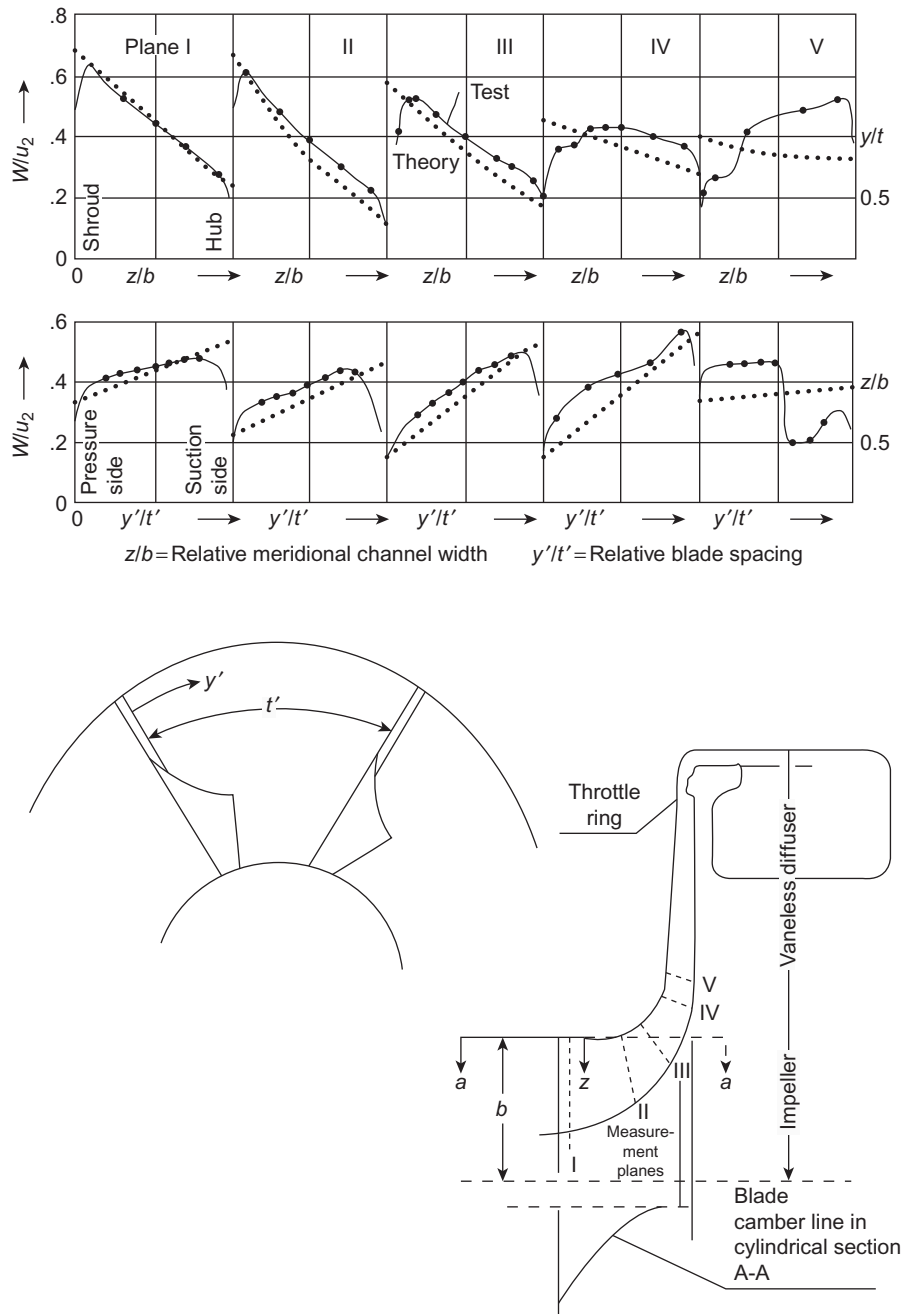 .8
Plane I II III IV V
.6
W/u2
Test
.4
y/t
Theory
.2
0.5
Shroud
Hub
0
0 z/b z/b z/b z/b z/b
.6
W/u2
.4
z/b
.2
0.5
Pressure side
Suction side
0
0 y′/t′ y′/t′ y′/t′ y′/t′ y′/t′
z/b = Relative meridional channel width y′/t′ = Relative blade spacing
y′
t′
Throttle
ring
Vaneless diffuser
V
IV
III
a z a
b
II
Measure-
ment
planes
I
Impeller
Blade
camber line in
cylindrical section
A-A